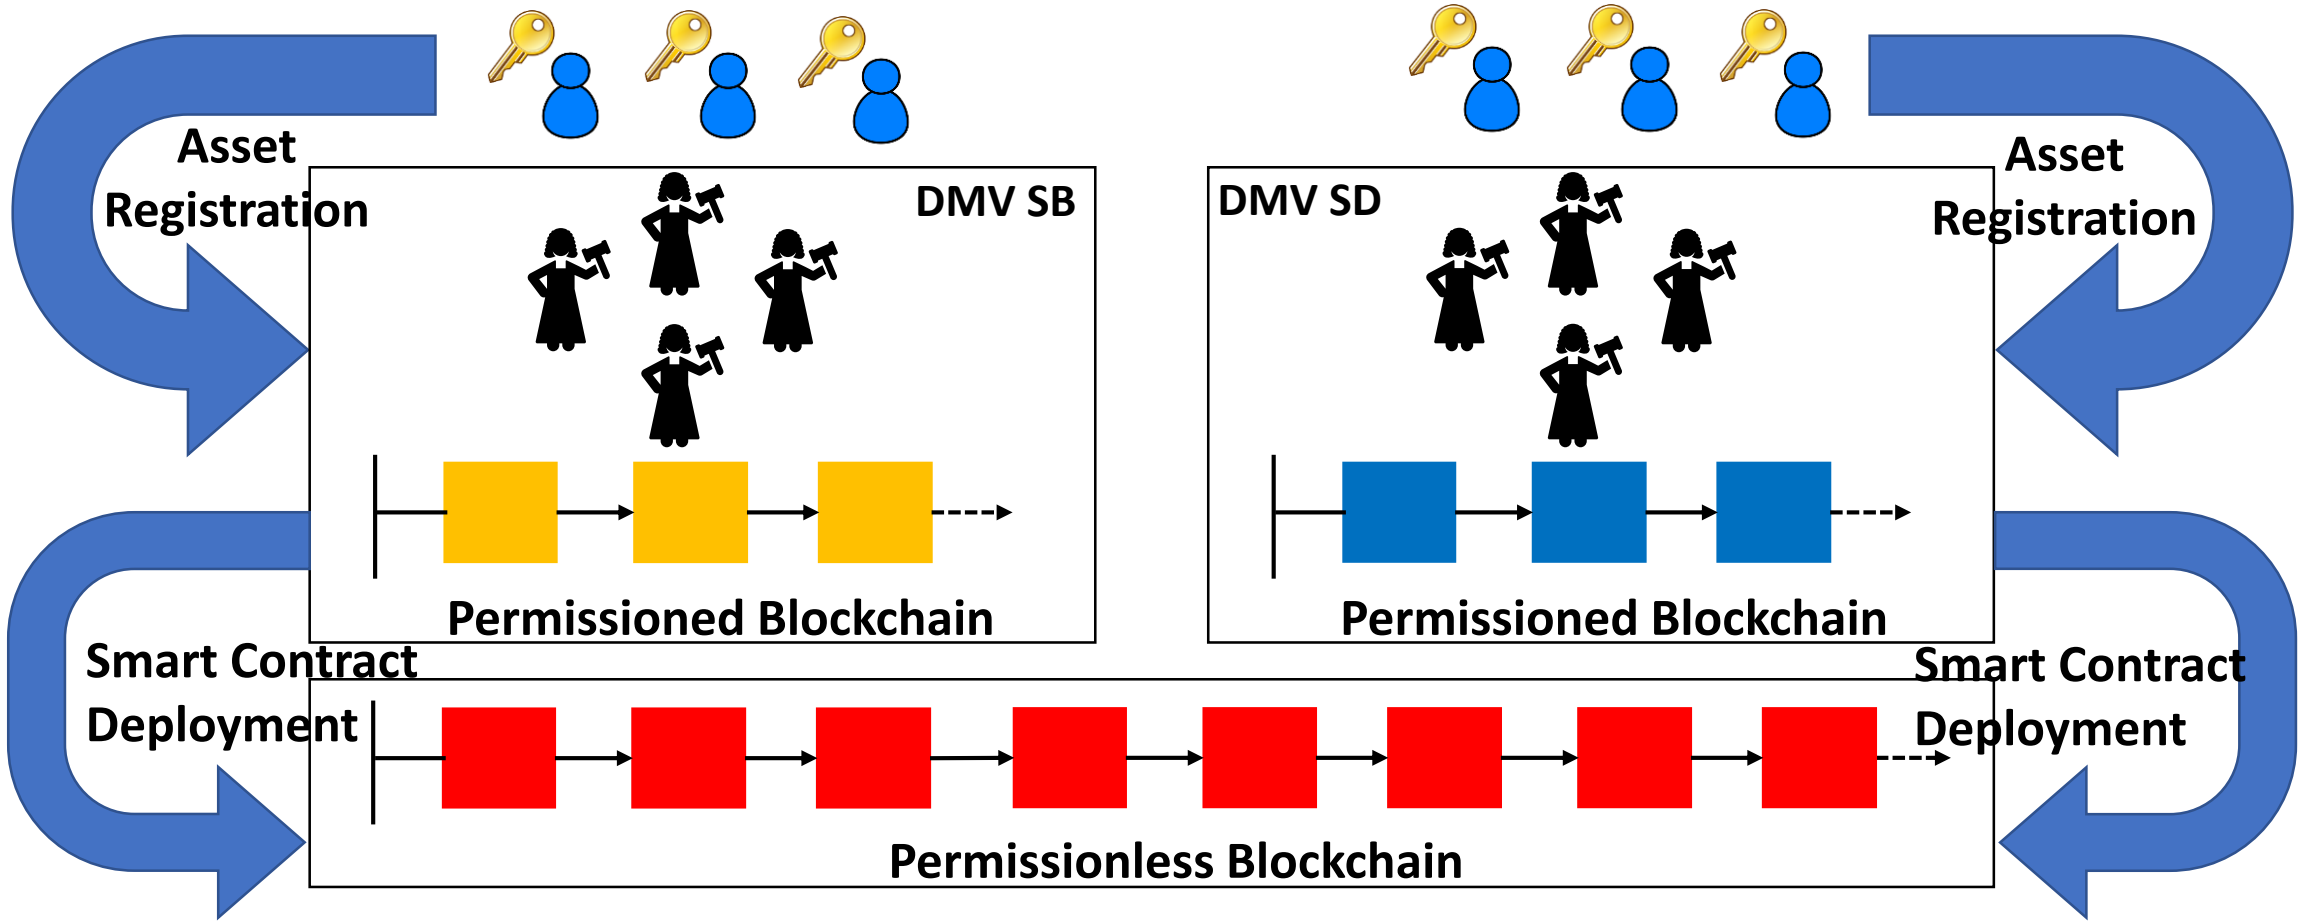 Asset
Registration
DMV SB
DMV SD
Asset
Registration
Permissioned Blockchain
Permissioned Blockchain
Smart Contract
Deployment
Smart Contract
Deployment
Permissionless Blockchain